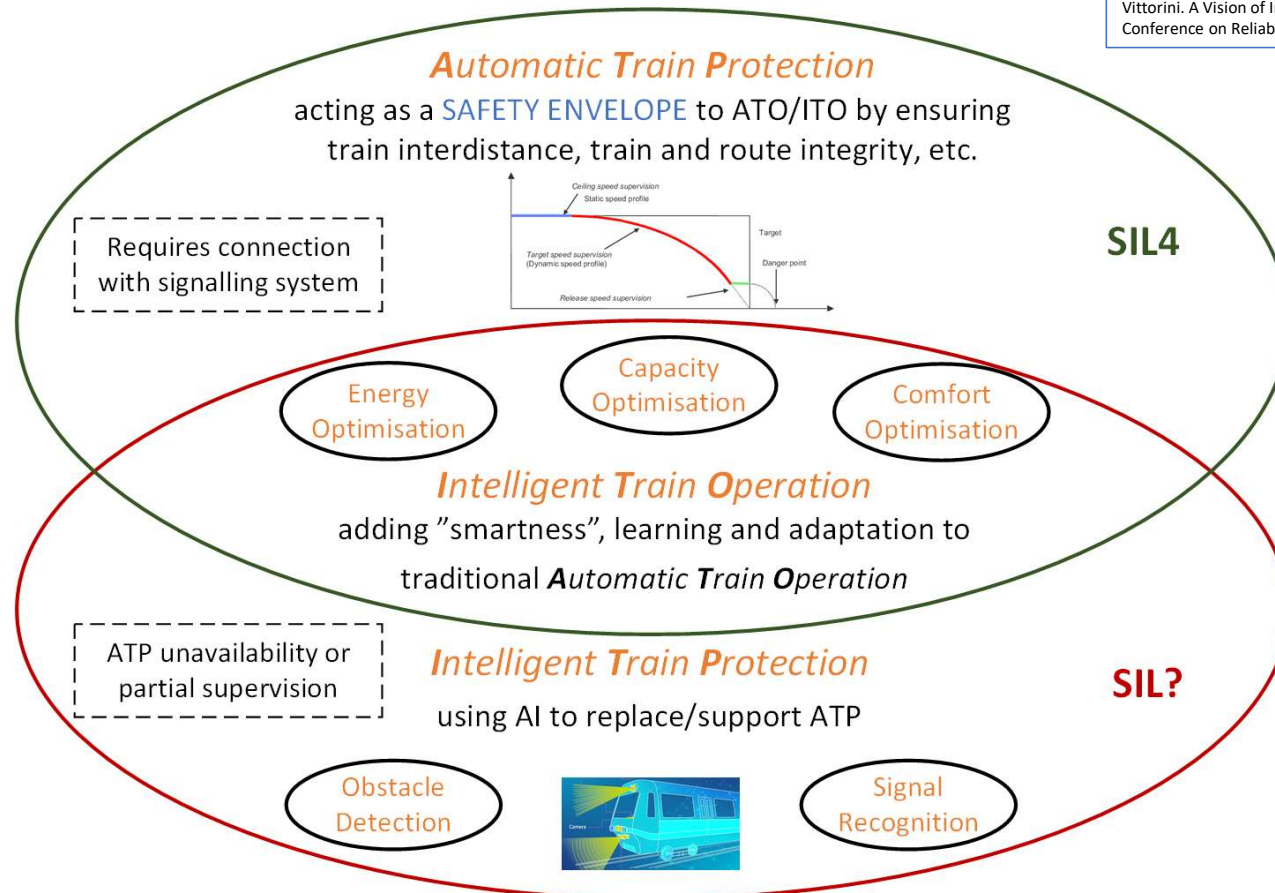 Vittorini. A Vision of I
Conference on Reliab
Automatic Train Protection
acting as a SAFETY ENVELOPE to ATO/ITO by ensuring
train interdistance, train and route integrity, etc.
Ceiling speed supervision
Static speed profile
Target
Target speed supervision
(Dynamic speed profile)
Danger point
Release speed supervision
Requires connection
with signalling system
SIL4
Energy
Optimisation
Capacity
Optimisation
Comfort
Optimisation
Intelligent Train Operation
adding ”smartness”, learning and adaptation to
traditional Automatic Train Operation
ATP unavailability or
partial supervision
Intelligent Train Protection
using AI to replace/support ATP
SIL?
Obstacle
Detection
Camera
Signal
Recognition